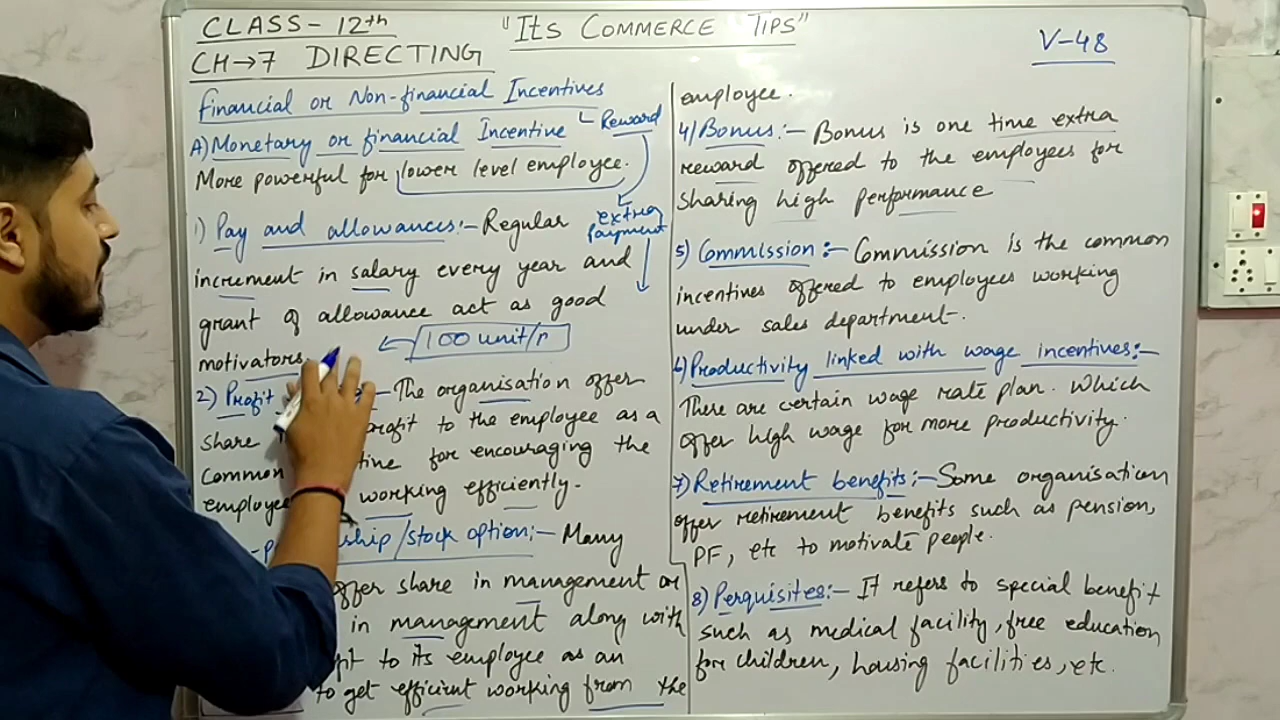 CLASS- 12th
"ITS COMMERCE TIPS"
V-48
CH→7 DIRECTING
financial or Non-financial Incentives
Reward
A) Monetary or financial Incentive
More powerful for lower level employee.
extra payment
1) Pay and allowances:- Regular
increment in salary every year and
grant of allowance act as good
motivators.
100 unit/r
2) Profit - The organisation offer
share to the employee as a
common for encouraging the
employee working efficiently.
/stock option:- Many
offer share in management or
in management along with
to its employee as an
to get efficient working from the
employee.
4) Bonus:- Bonus is one time extra
reward offered to the employees for
sharing high performance
5) Commission:- Commission is the common
incentives offered to employees working
under sales department.
6) Productivity linked with wage incentives:-
There are certain wage rate plan. Which
offer high wage for more productivity.
7) Retirement benefits:- Some organisation
offer retirement benefits such as pension,
PF, etc to motivate people.
8) Perquisites:- It refers to special benefit
such as medical facility, free education
for children, housing facilities, etc.